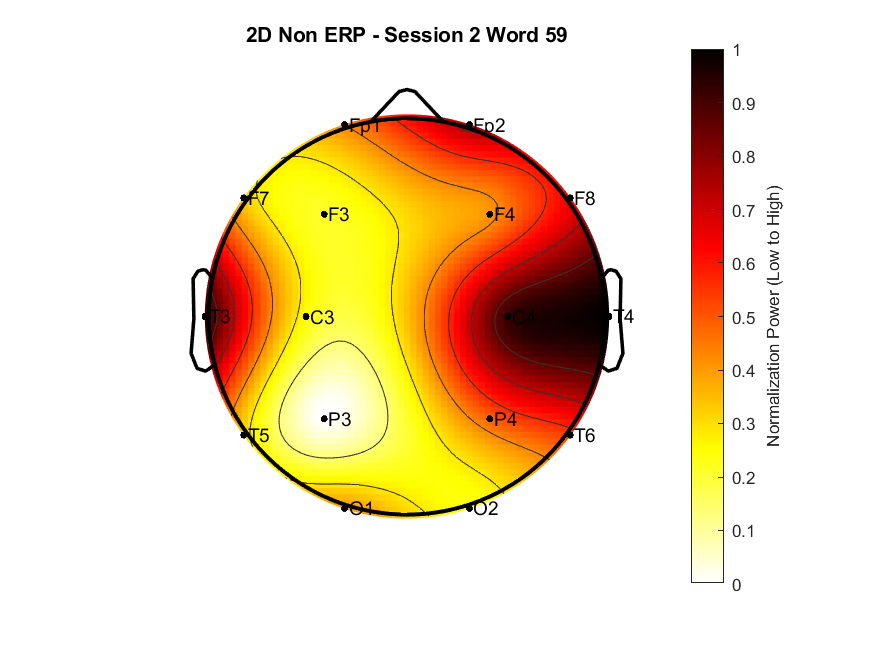 2D Non ERP - Session 2 Word 59
Fp1
Fp2
F7
F3
F4
F8
T3
C3
C4
T4
P3
P4
T5
T6
O1
O2
1
0.9
0.8
0.7
0.6
0.5
0.4
0.3
0.2
0.1
0
Normalization Power (Low to High)